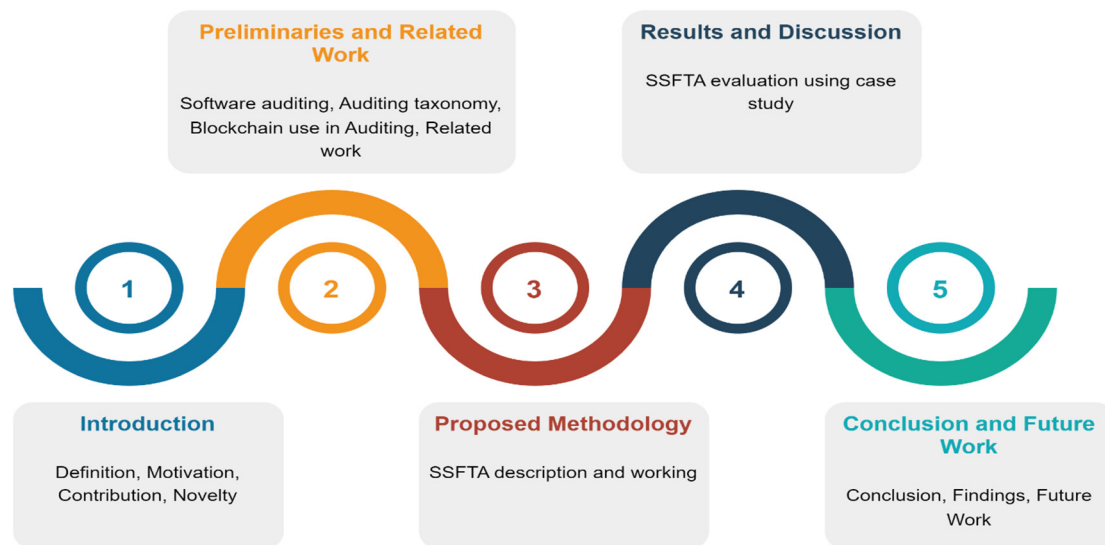 Preliminaries and Related
Work
Software auditing, Auditing taxonomy,
Blockchain use in Auditing, Related
work
Results and Discussion
SSFTA evaluation using case
study
1
2
3
4
5
Introduction
Definition, Motivation,
Contribution, Novelty
Proposed Methodology
SSFTA description and working
Conclusion and Future
Work
Conclusion, Findings, Future
Work